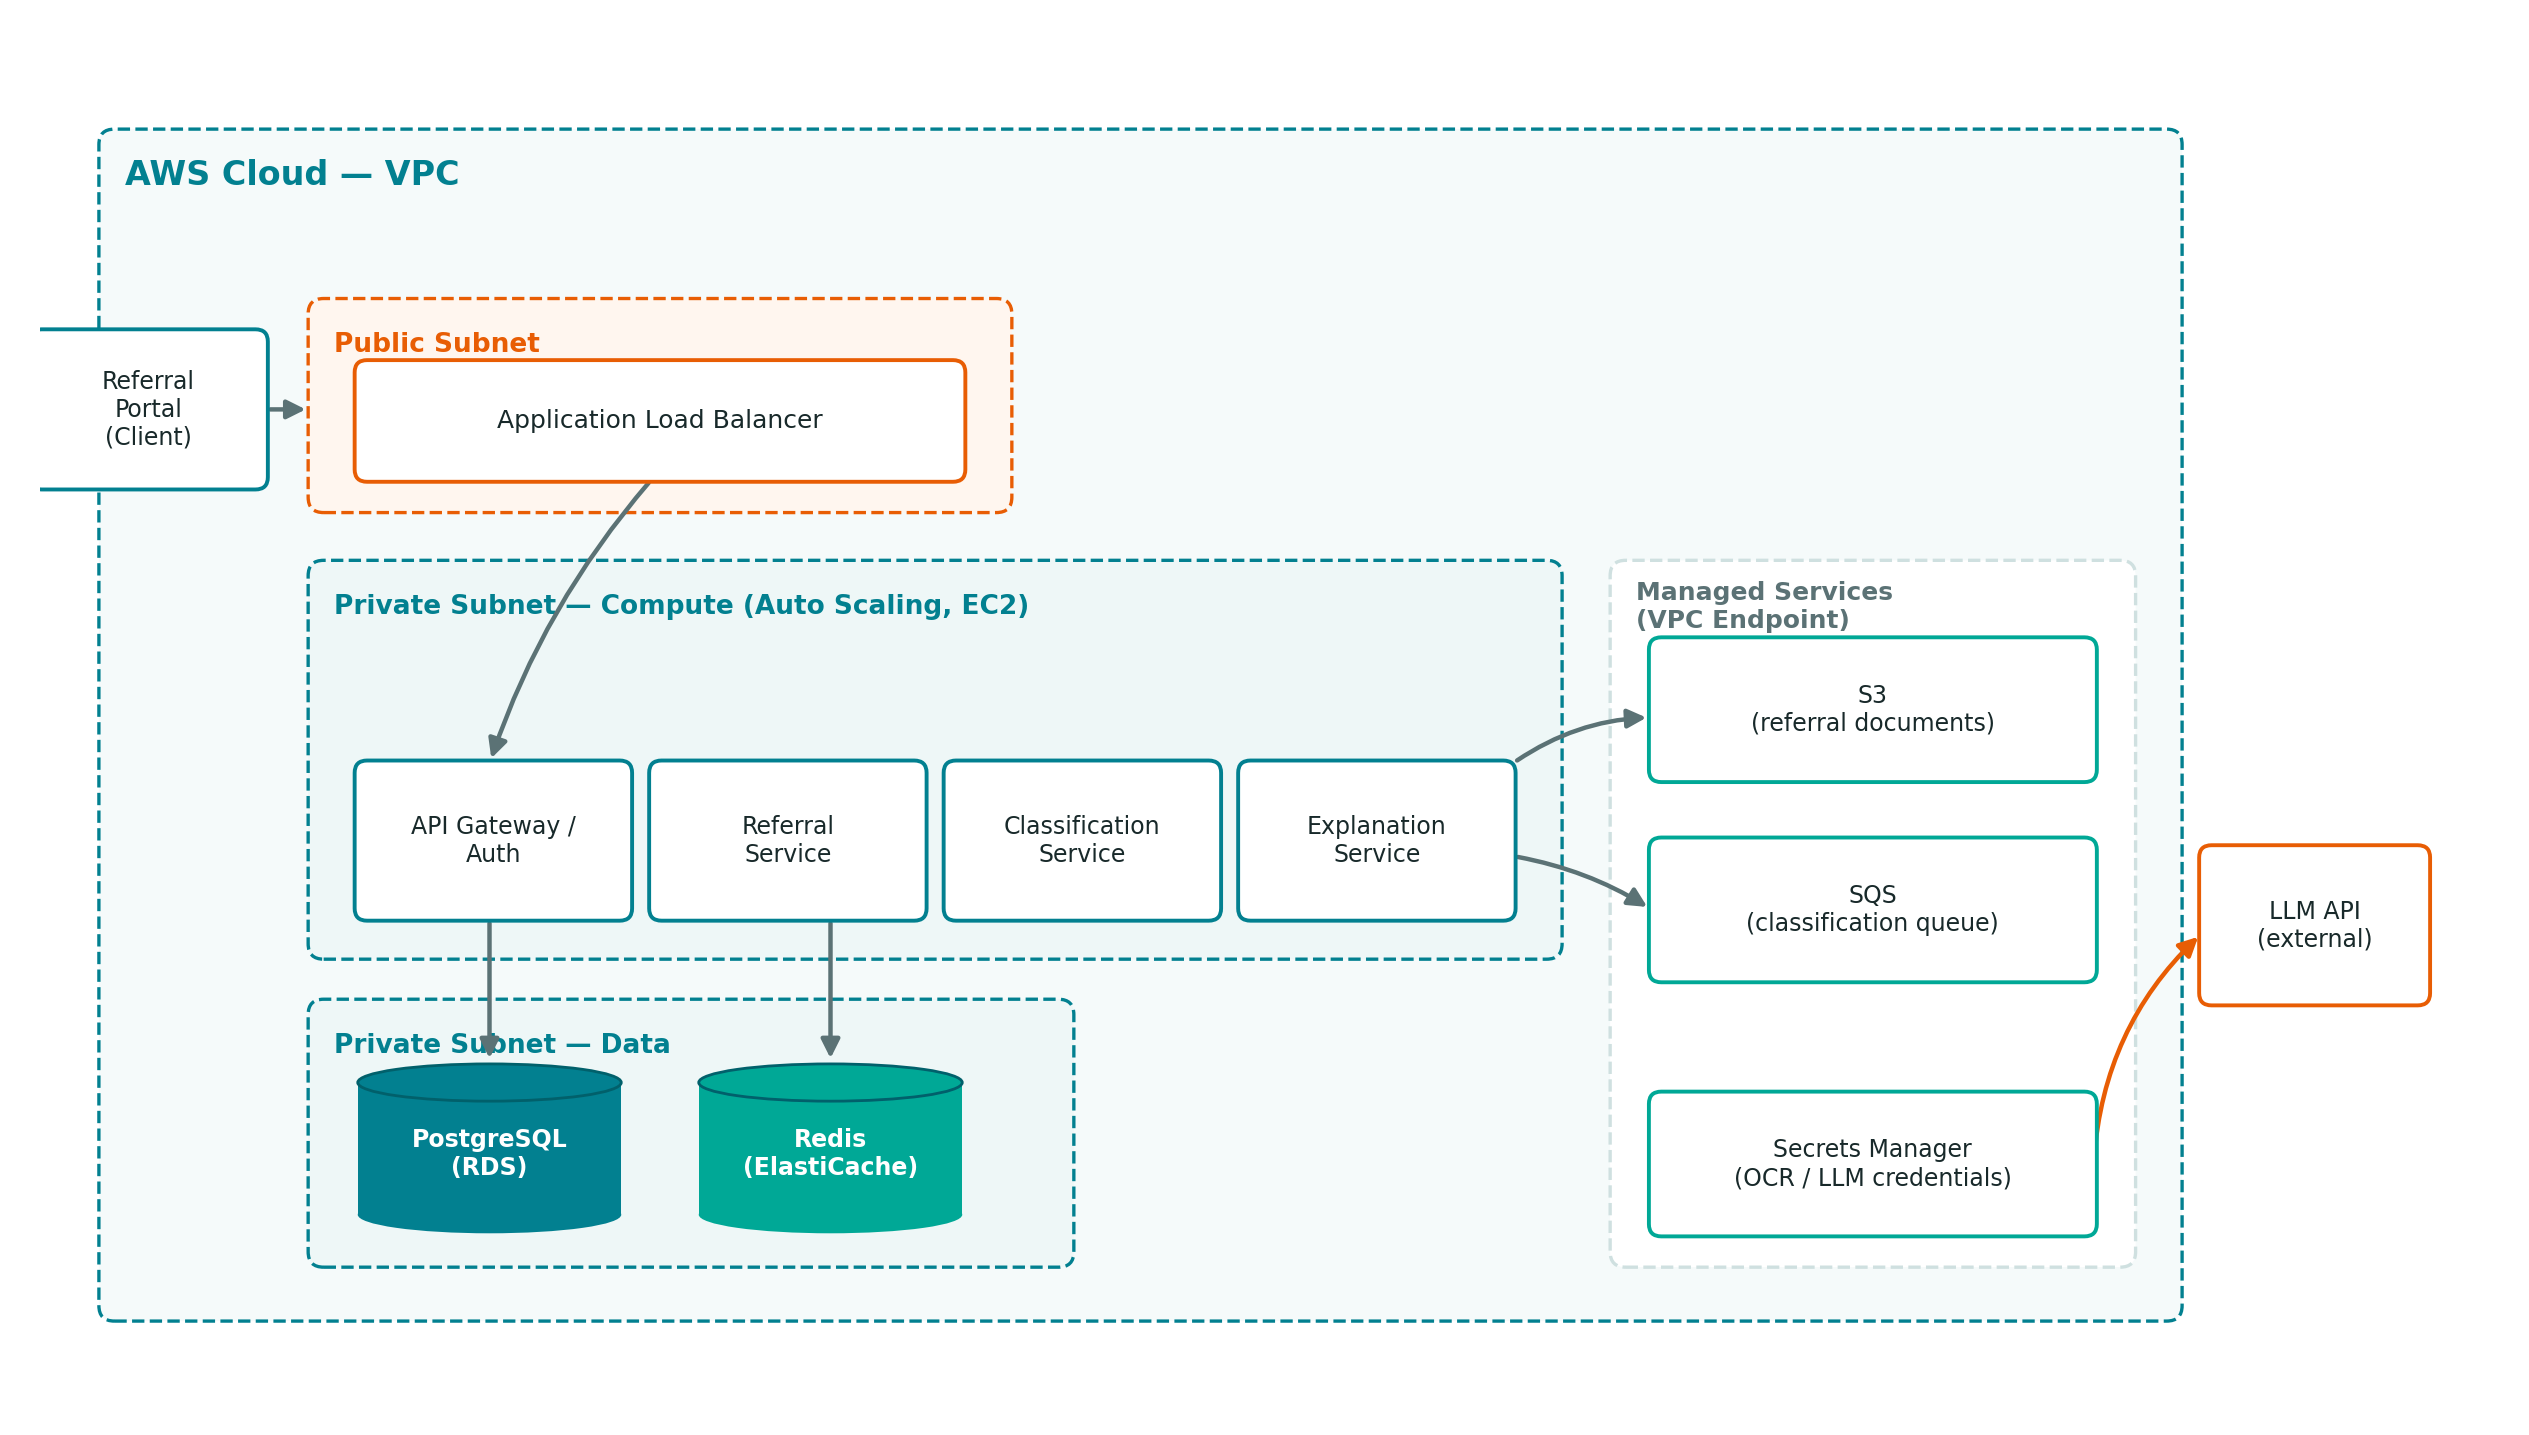 AWS Cloud — VPC
Referral
Portal
(Client)
Public Subnet
Application Load Balancer
Private Subnet — Compute (Auto Scaling, EC2)
API Gateway /
Auth
Referral
Service
Classification
Service
Explanation
Service
Managed Services
(VPC Endpoint)
S3
(referral documents)
SQS
(classification queue)
Secrets Manager
(OCR / LLM credentials)
LLM API
(external)
Private Subnet — Data
PostgreSQL
(RDS)
Redis
(ElastiCache)